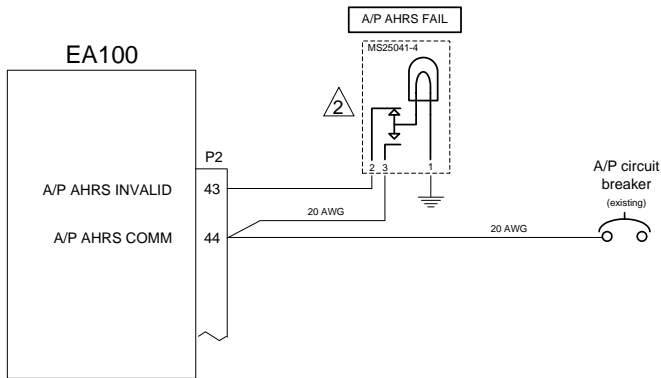 A/P AHRS FAIL
EA100
MS25041-4
2
P2
2 3 1
A/P circuit
breaker
(existing)
A/P AHRS INVALID 43
20 AWG
A/P AHRS COMM 44
20 AWG